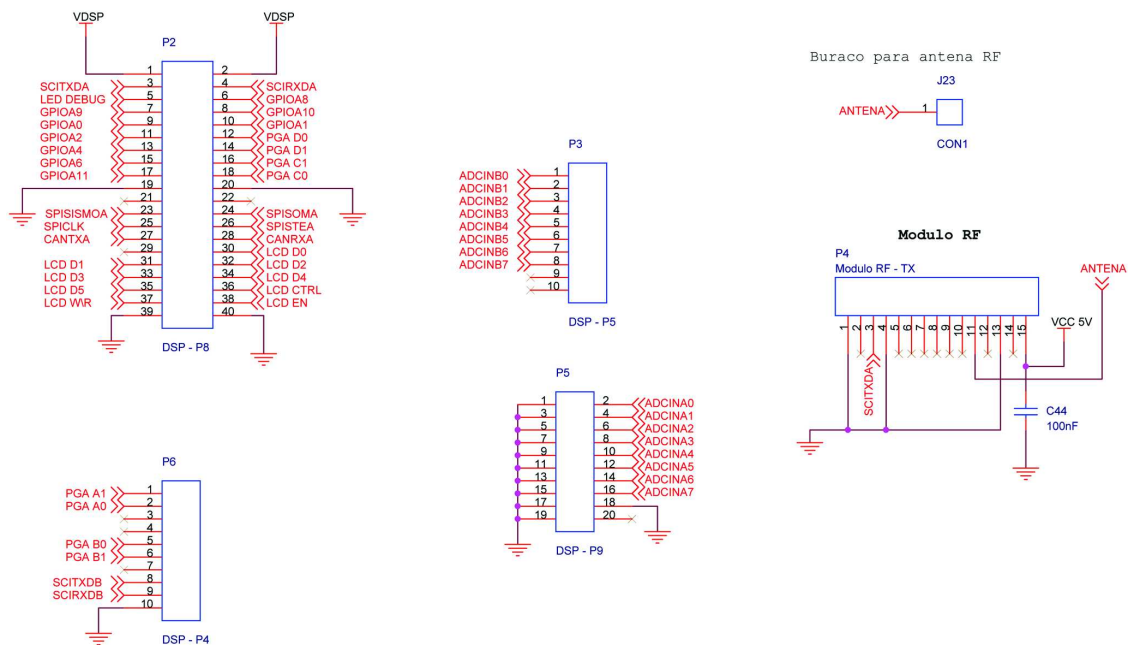 VDSP VDSP
P2
1 2
SCITXDA 3 4 SCIRXDA
LED DEBUG 5 6 GPIOA8
GPIOA9 7 8 GPIOA10
GPIOA0 9 10 GPIOA1
GPIOA2 11 12 PGA D0
GPIOA4 13 14 PGA D1
GPIOA6 15 16 PGA C1
GPIOA11 17 18 PGA C0
19 20
21 22
SPISISMOA 23 24 SPISOMA
SPICLK 25 26 SPISTEA
CANTXA 27 28 CANRXA
29 30 LCD D0
LCD D1 31 32 LCD D2
LCD D3 33 34 LCD D4
LCD D5 35 36 LCD CTRL
LCD W\R 37 38 LCD EN
39 40
DSP - P8
P6
PGA A1 1
PGA A0 2
3
4
PGA B0 5
PGA B1 6
7
SCITXDB 8
SCIRXDB 9
10
DSP - P4
P3
ADCINB0 1
ADCINB1 2
ADCINB2 3
ADCINB3 4
ADCINB4 5
ADCINB5 6
ADCINB6 7
ADCINB7 8
9
10
DSP - P5
P5
1 2 ADCINA0
3 4 ADCINA1
5 6 ADCINA2
7 8 ADCINA3
9 10 ADCINA4
11 12 ADCINA5
13 14 ADCINA6
15 16 ADCINA7
17 18
19 20
DSP - P9
Buraco para antena RF
J23
ANTENA 1
CON1
Modulo RF
P4
Modulo RF - TX
ANTENA
1 2 3 4 5 6 7 8 9 10 11 12 13 14 15
VCC 5V
SCITXDA
C44
100nF